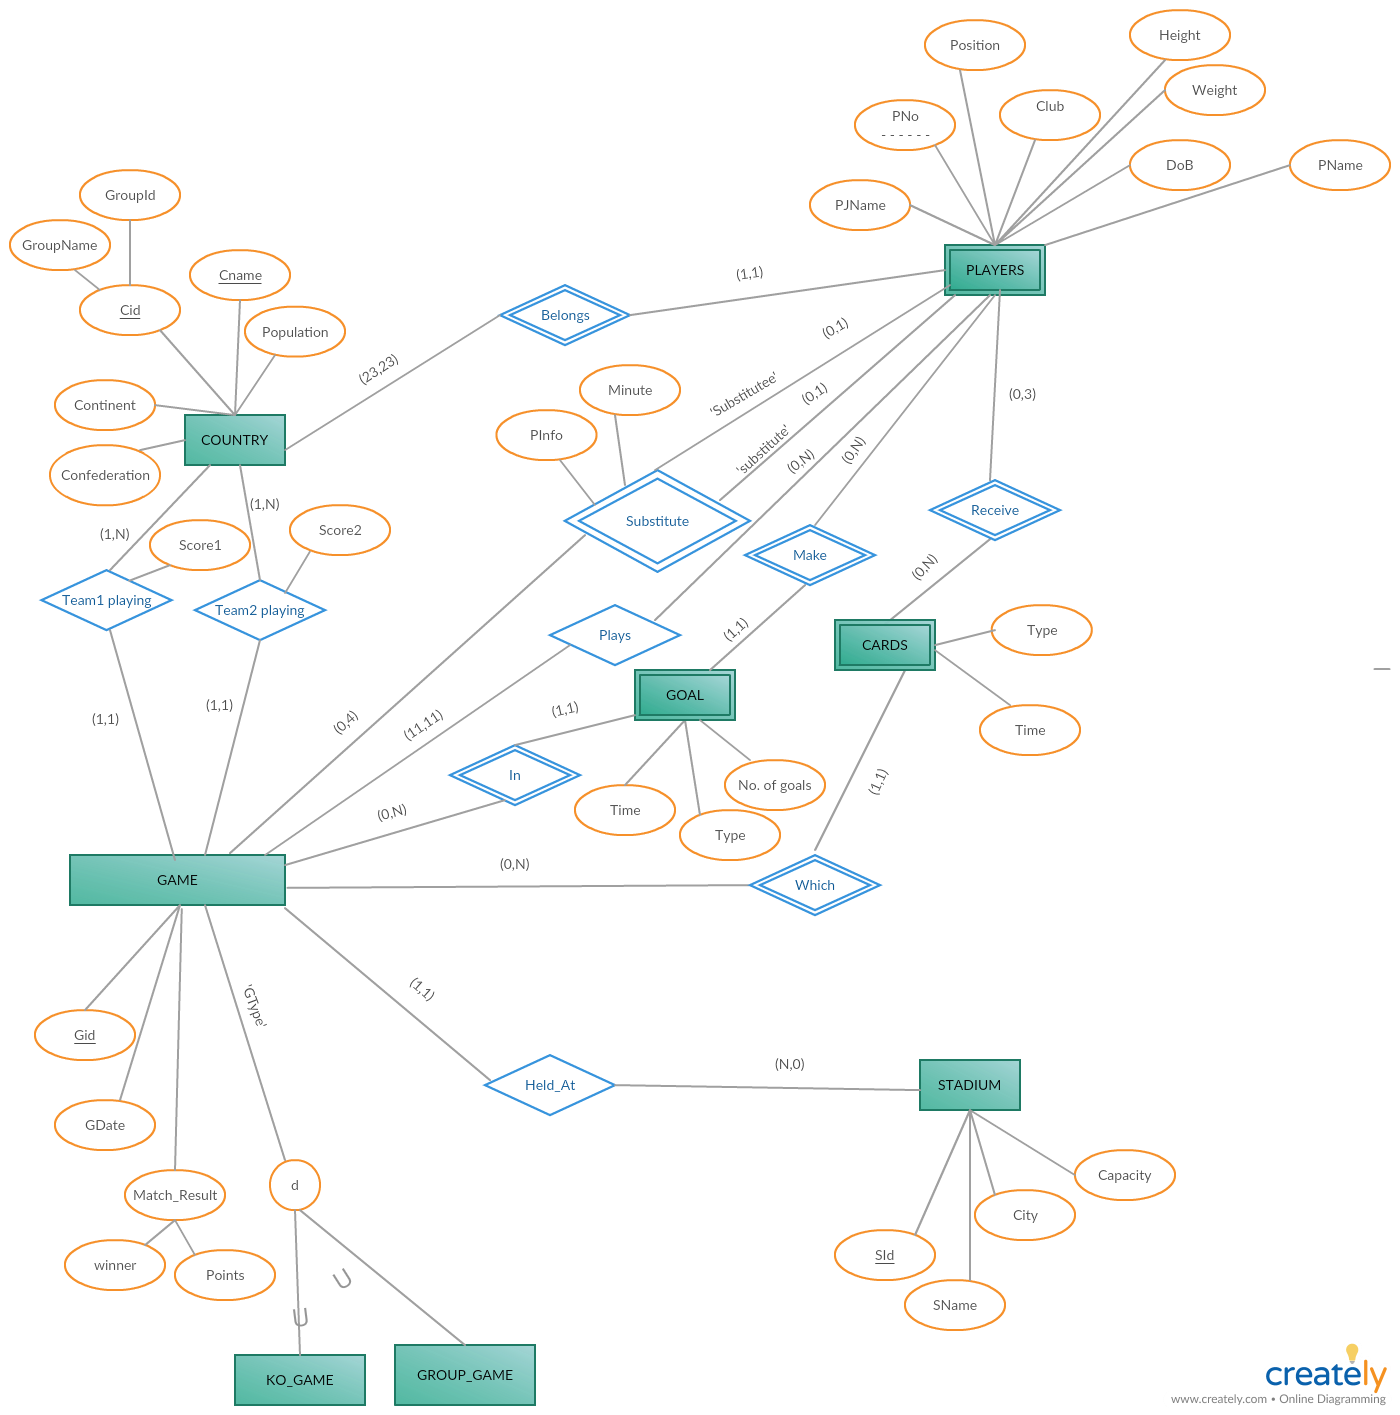 Position
Height
Weight
PNo
------
Club
DoB
PName
PJName
GroupId
GroupName
Cname
Cid
Population
PLAYERS
(1,1)
Belongs
(0,1)
(23,23)
Continent
Minute
'Substitutee'
(0,1)
(0,3)
COUNTRY
PInfo
'substitute'
(0,N)
(0,N)
Confederation
(1,N)
(1,N)
Score1
Score2
Substitute
Receive
Make
(0,N)
Team1 playing
Team2 playing
Plays
(1,1)
Type
CARDS
GOAL
(1,1)
(1,1)
(1,1)
(0,4)
(11,11)
Time
In
(1,1)
No. of goals
Time
(0,N)
Type
(0,N)
GAME
Which
(1,1)
'GType'
Gid
(N,0)
Held_At
STADIUM
GDate
Capacity
Match_Result
d
City
winner
Points
SId
SName
U
U
KO_GAME
GROUP_GAME
creately
www.creately.com • Online Diagramming